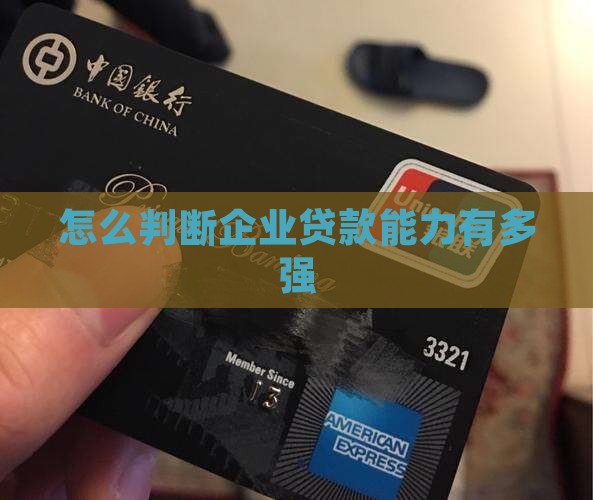 中国银行
BANK OF CHINA
Union
怎么判断企业贷款能力有多
强
3321
Member Since
13
AMERICAN
EXPRESS